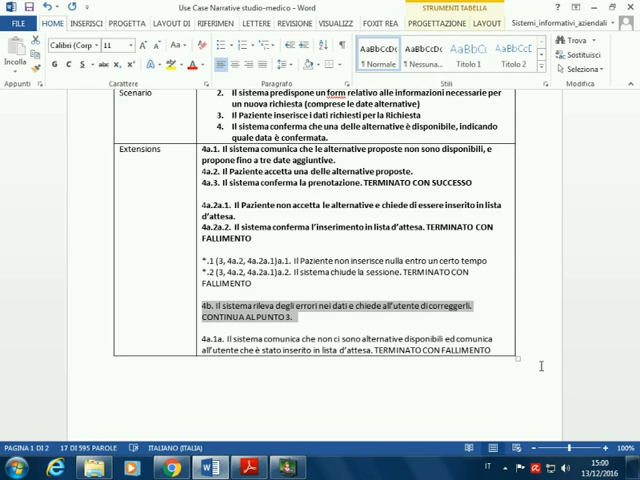 Use Case Narrative studio-medico - Word
STRUMENTI TABELLA
FILE HOME INSERISCI PROGETTA LAYOUT DI RIFERIMEN LETTERE REVISIONE VISUALIZZ FOXIT REA PROGETTAZIONE LAYOUT Sistemi_informativi_aziendali
Calibri (Corp 11
Incolla
AaBbCcDc AaBbCcDc AaBbCc AaBbCcD
¶ Normale ¶ Nessuna... Titolo 1 Titolo 2
Trova
Sostituisci
Seleziona
Appunti Carattere Paragrafo Stili Modifica
Scenario
2. Il sistema predispone un form relativo alle informazioni necessarie per
un nuova richiesta (comprese le date alternative)
3. Il Paziente inserisce i dati richiesti per la Richiesta
4. Il sistema conferma che una delle alternative è disponibile, indicando
quale data è confermata.
Extensions
4a.1. Il sistema comunica che le alternative proposte non sono disponibili, e
propone fino a tre date aggiuntive.
4a.2. Il Paziente accetta una delle alternative proposte.
4a.3. Il sistema conferma la prenotazione. TERMINATO CON SUCCESSO
4a.2a.1. Il Paziente non accetta le alternative e chiede di essere inserito in lista
d'attesa.
4a.2a.2. Il sistema conferma l'inserimento in lista d'attesa. TERMINATO CON
FALLIMENTO
*.1 (3, 4a.2, 4a.2a.1)a.1. Il Paziente non inserisce nulla entro un certo tempo
*.2 (3, 4a.2, 4a.2a.1)a.2. Il sistema chiude la sessione. TERMINATO CON
FALLIMENTO
4b. Il sistema rileva degli errori nei dati e chiede all'utente di correggerli.
CONTINUA AL PUNTO 3.
4a.1a. Il sistema comunica che non ci sono alternative disponibili ed comunica
all'utente che è stato inserito in lista d'attesa. TERMINATO CON FALLIMENTO
PAGINA 1 DI 2 17 DI 595 PAROLE ITALIANO (ITALIA) 100%
IT
15:00
13/12/2016